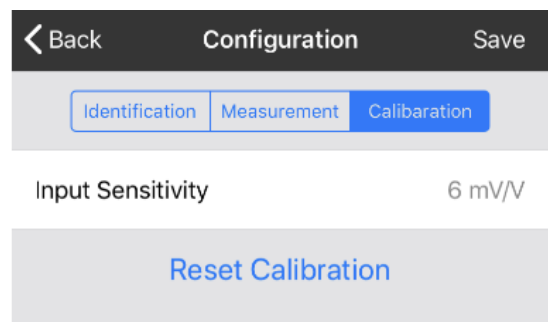 Back Configuration Save
Identification Measurement Calibaration
Input Sensitivity 6 mV/V
Reset Calibration